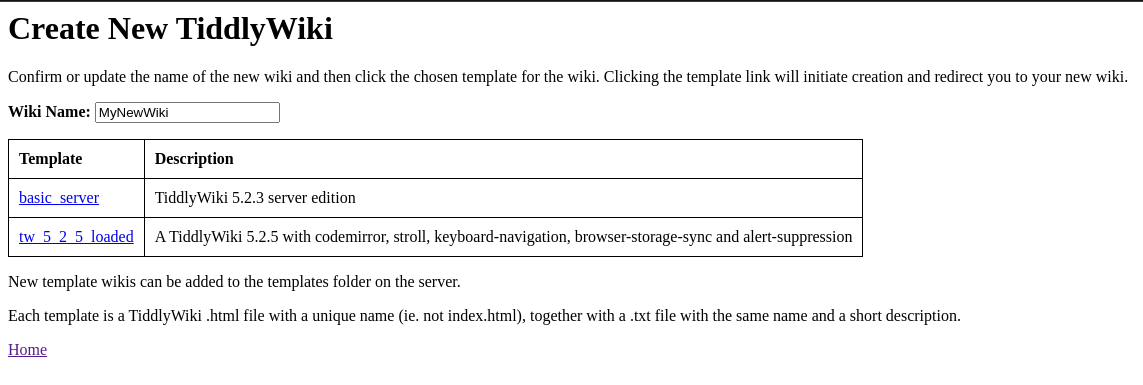 Create New TiddlyWiki
Confirm or update the name of the new wiki and then click the chosen template for the wiki. Clicking the template link will initiate creation and redirect you to your new wiki.
Wiki Name: MyNewWiki
Template Description
basic_server TiddlyWiki 5.2.3 server edition
tw_5_2_5_loaded A TiddlyWiki 5.2.5 with codemirror, stroll, keyboard-navigation, browser-storage-sync and alert-suppression
New template wikis can be added to the templates folder on the server.
Each template is a TiddlyWiki .html file with a unique name (ie. not index.html), together with a .txt file with the same name and a short description.
Home